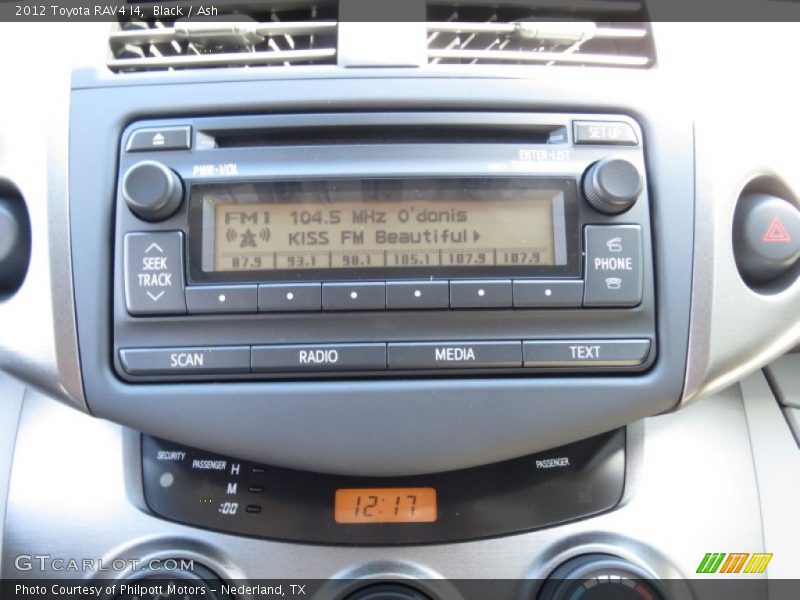 2012 Toyota RAV4 I4, Black / Ash
SET UP
PWR·VOL
ENTER·LIST
FM1 104.5 MHz O'donis
KISS FM Beautiful
87.9 93.1 98.1 105.1 107.9 107.9
SEEK
TRACK
PHONE
SCAN RADIO MEDIA TEXT
SECURITY
PASSENGER
H
M
:00
PASSENGER
12:17
GTCARLOT.COM
Photo Courtesy of Philpott Motors - Nederland, TX